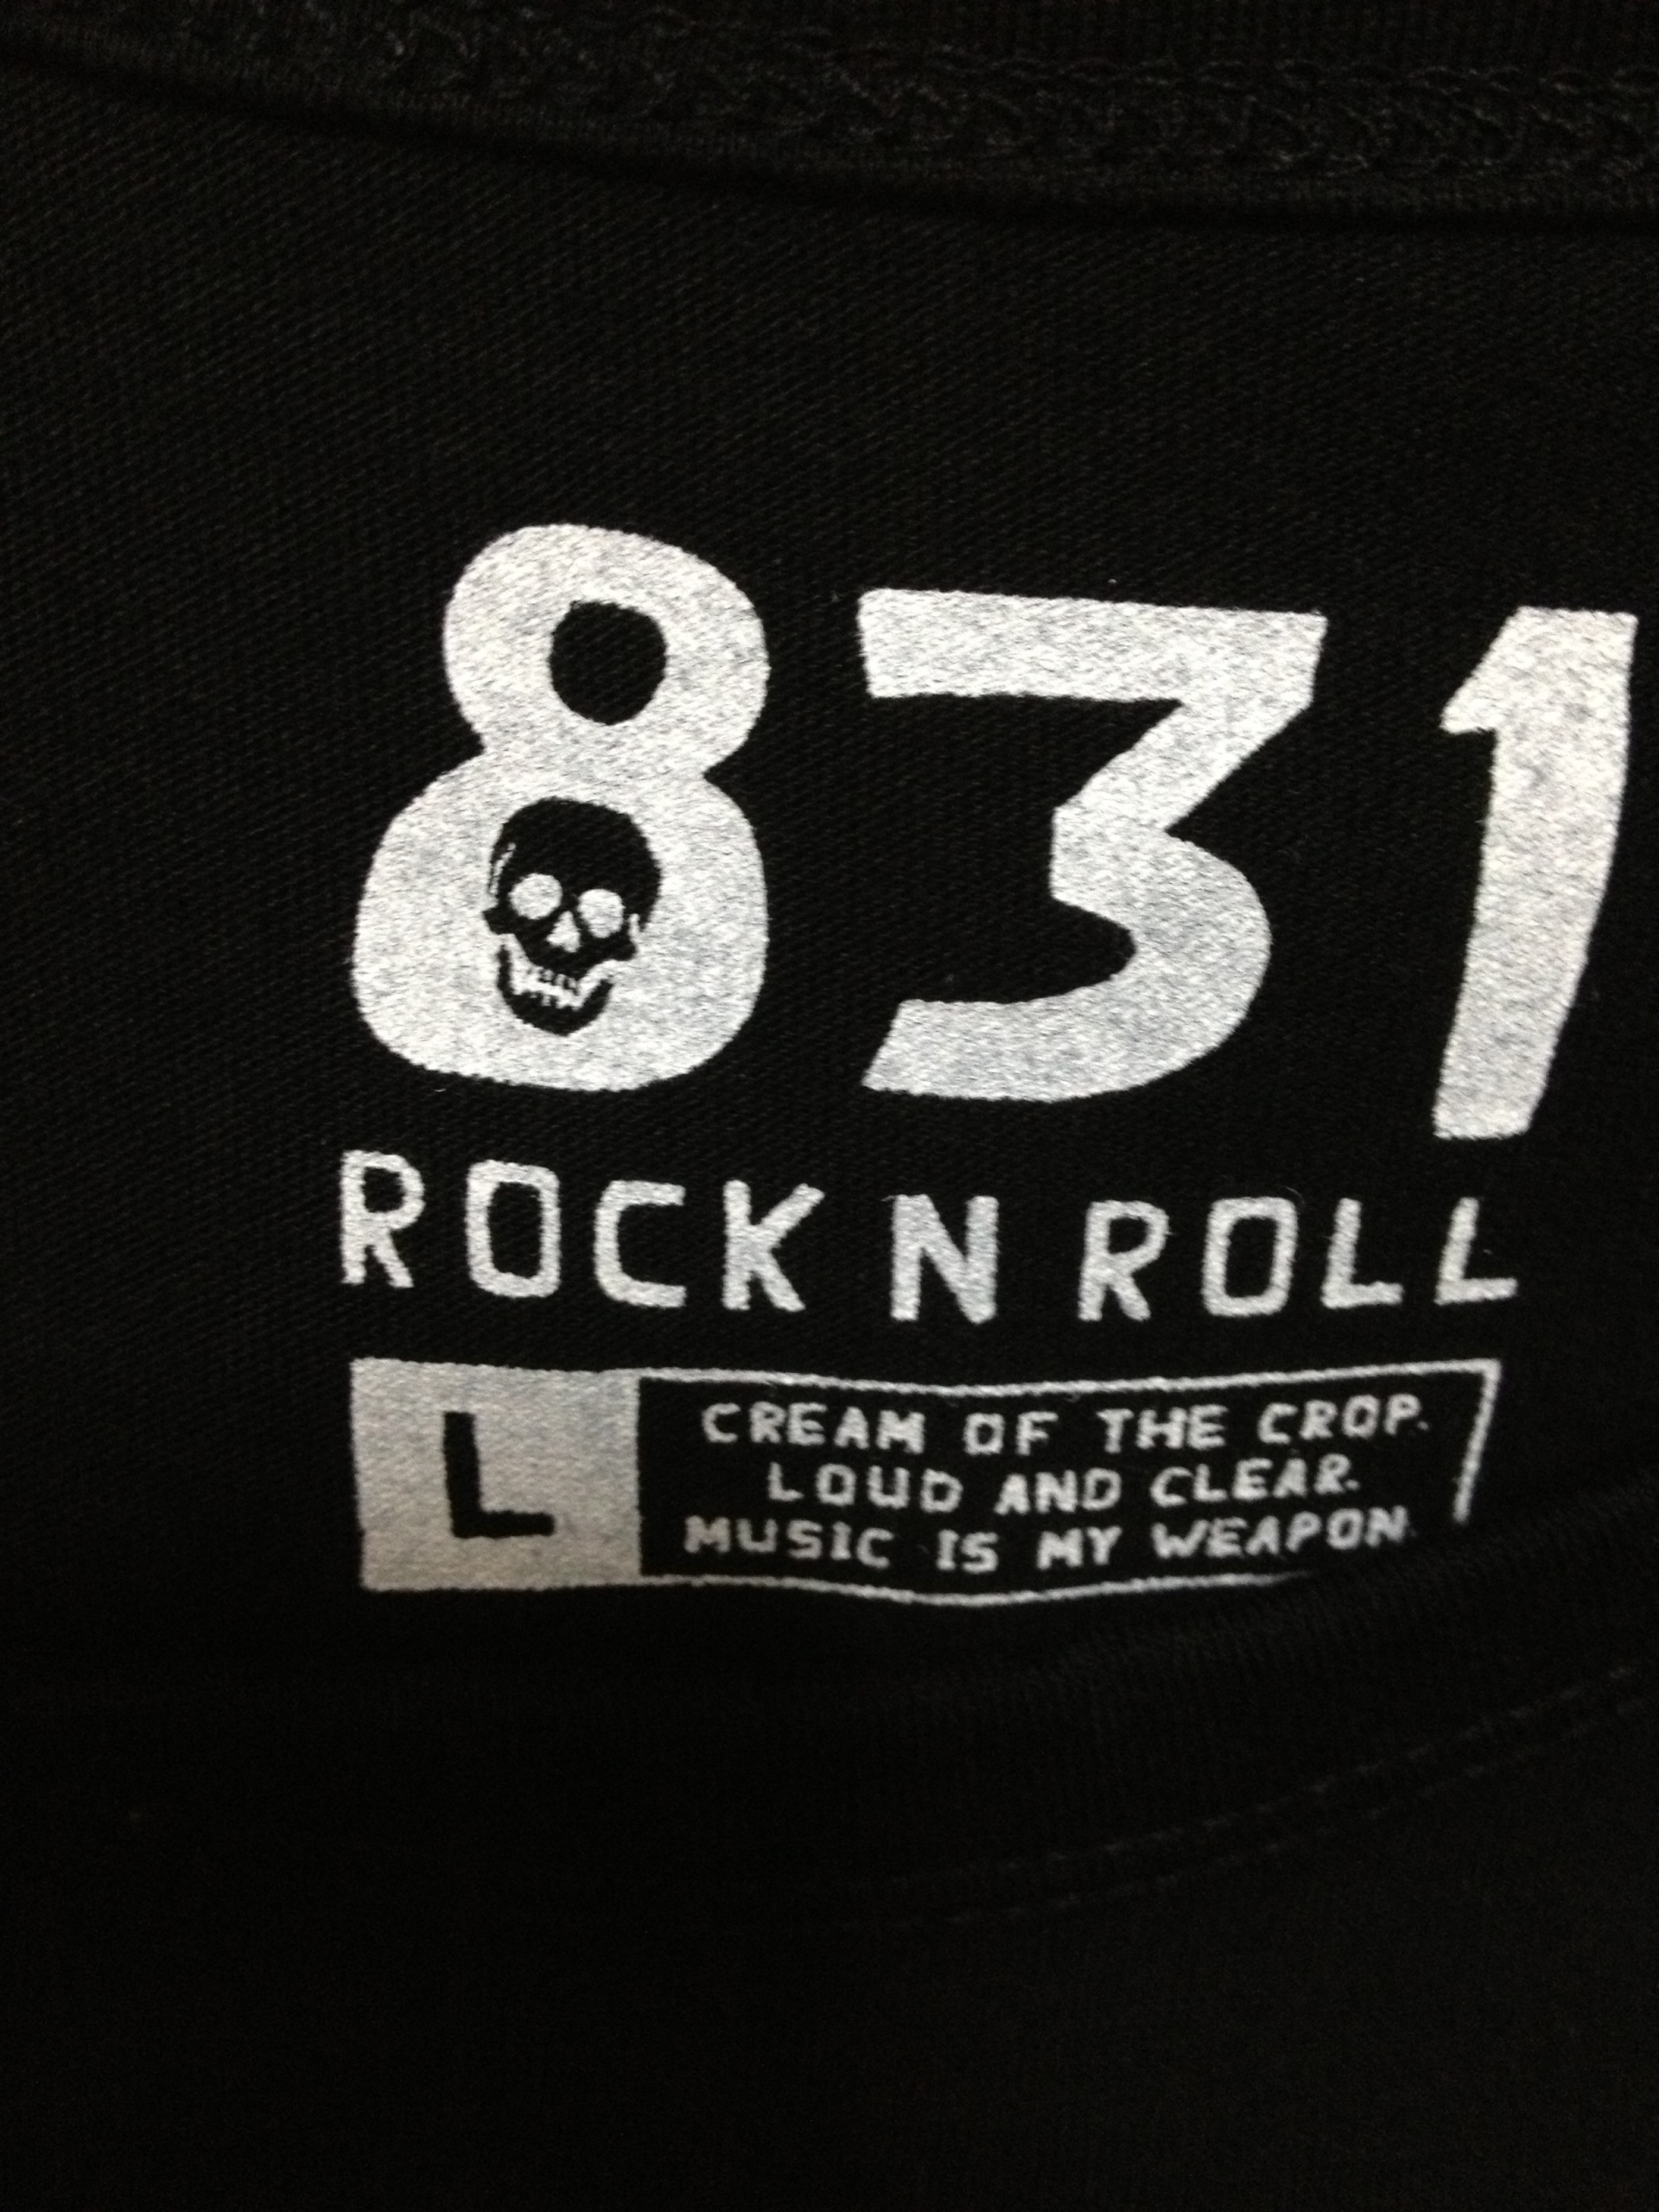 831
ROCK N ROLL
L
CREAM OF THE CROP.
LOUD AND CLEAR.
MUSIC IS MY WEAPON.